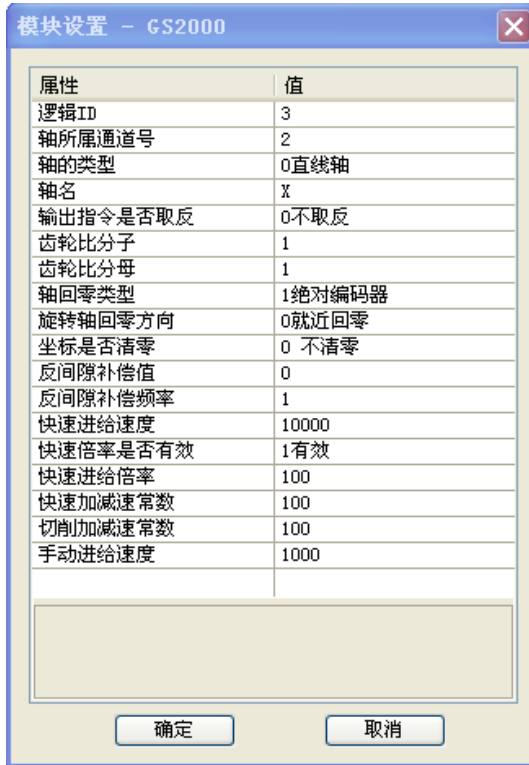 模块设置 - GS2000
属性 值
逻辑ID 3
轴所属通道号 2
轴的类型 0直线轴
轴名 X
输出指令是否取反 0不取反
齿轮比分子 1
齿轮比分母 1
轴回零类型 1绝对编码器
旋转轴回零方向 0就近回零
坐标是否清零 0 不清零
反间隙补偿值 0
反间隙补偿频率 1
快速进给速度 10000
快速倍率是否有效 1有效
快速进给倍率 100
快速加减速常数 100
切削加减速常数 100
手动进给速度 1000
确定 取消